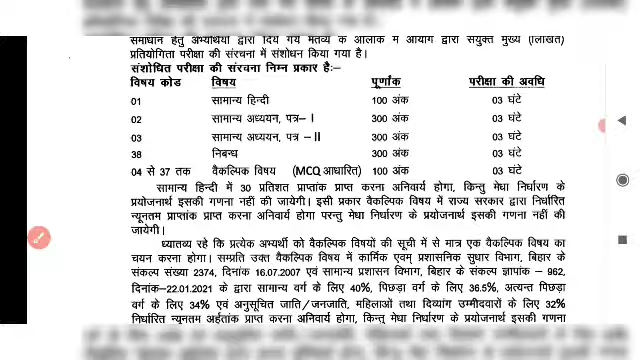 समाधान हेतु अभ्यर्थियों द्वारा दिये गये मंतव्य के आलोक में आयोग द्वारा संयुक्त मुख्य (लिखित)
प्रतियोगिता परीक्षा की संरचना में संशोधन किया गया है।
संशोधित परीक्षा की संरचना निम्न प्रकार है:–
विषय कोड विषय पूर्णांक परीक्षा की अवधि
01 सामान्य हिन्दी 100 अंक 03 घंटे
02 सामान्य अध्ययन, पत्र– I 300 अंक 03 घंटे
03 सामान्य अध्ययन, पत्र – II 300 अंक 03 घंटे
38 निबन्ध 300 अंक 03 घंटे
04 से 37 तक वैकल्पिक विषय (MCQ आधारित) 100 अंक 03 घंटे
सामान्य हिन्दी में 30 प्रतिशत प्राप्तांक प्राप्त करना अनिवार्य होगा, किन्तु मेधा निर्धारण के
प्रयोजनार्थ इसकी गणना नहीं की जायेगी। इसी प्रकार वैकल्पिक विषय में राज्य सरकार द्वारा निर्धारित
न्यूनतम प्राप्तांक प्राप्त करना अनिवार्य होगा परन्तु मेधा निर्धारण के प्रयोजनार्थ इसकी गणना नहीं की
जायेगी।
ध्यातव्य रहे कि प्रत्येक अभ्यर्थी को वैकल्पिक विषयों की सूची में से मात्र एक वैकल्पिक विषय का
चयन करना होगा। सम्प्रति उक्त वैकल्पिक विषय में कार्मिक एवम् प्रशासनिक सुधार विभाग, बिहार के
संकल्प संख्या 2374, दिनांक 16.07.2007 एवं सामान्य प्रशासन विभाग, बिहार के संकल्प ज्ञापांक – 962,
दिनांक–22.01.2021 के द्वारा सामान्य वर्ग के लिए 40%, पिछड़ा वर्ग के लिए 36.5%, अत्यन्त पिछड़ा
वर्ग के लिए 34% एवं अनुसूचित जाति/जनजाति, महिलाओं तथा दिव्यांग उम्मीदवारों के लिए 32%
निर्धारित न्यूनतम अर्हतांक प्राप्त करना अनिवार्य होगा, किन्तु मेधा निर्धारण के प्रयोजनार्थ इसकी गणना